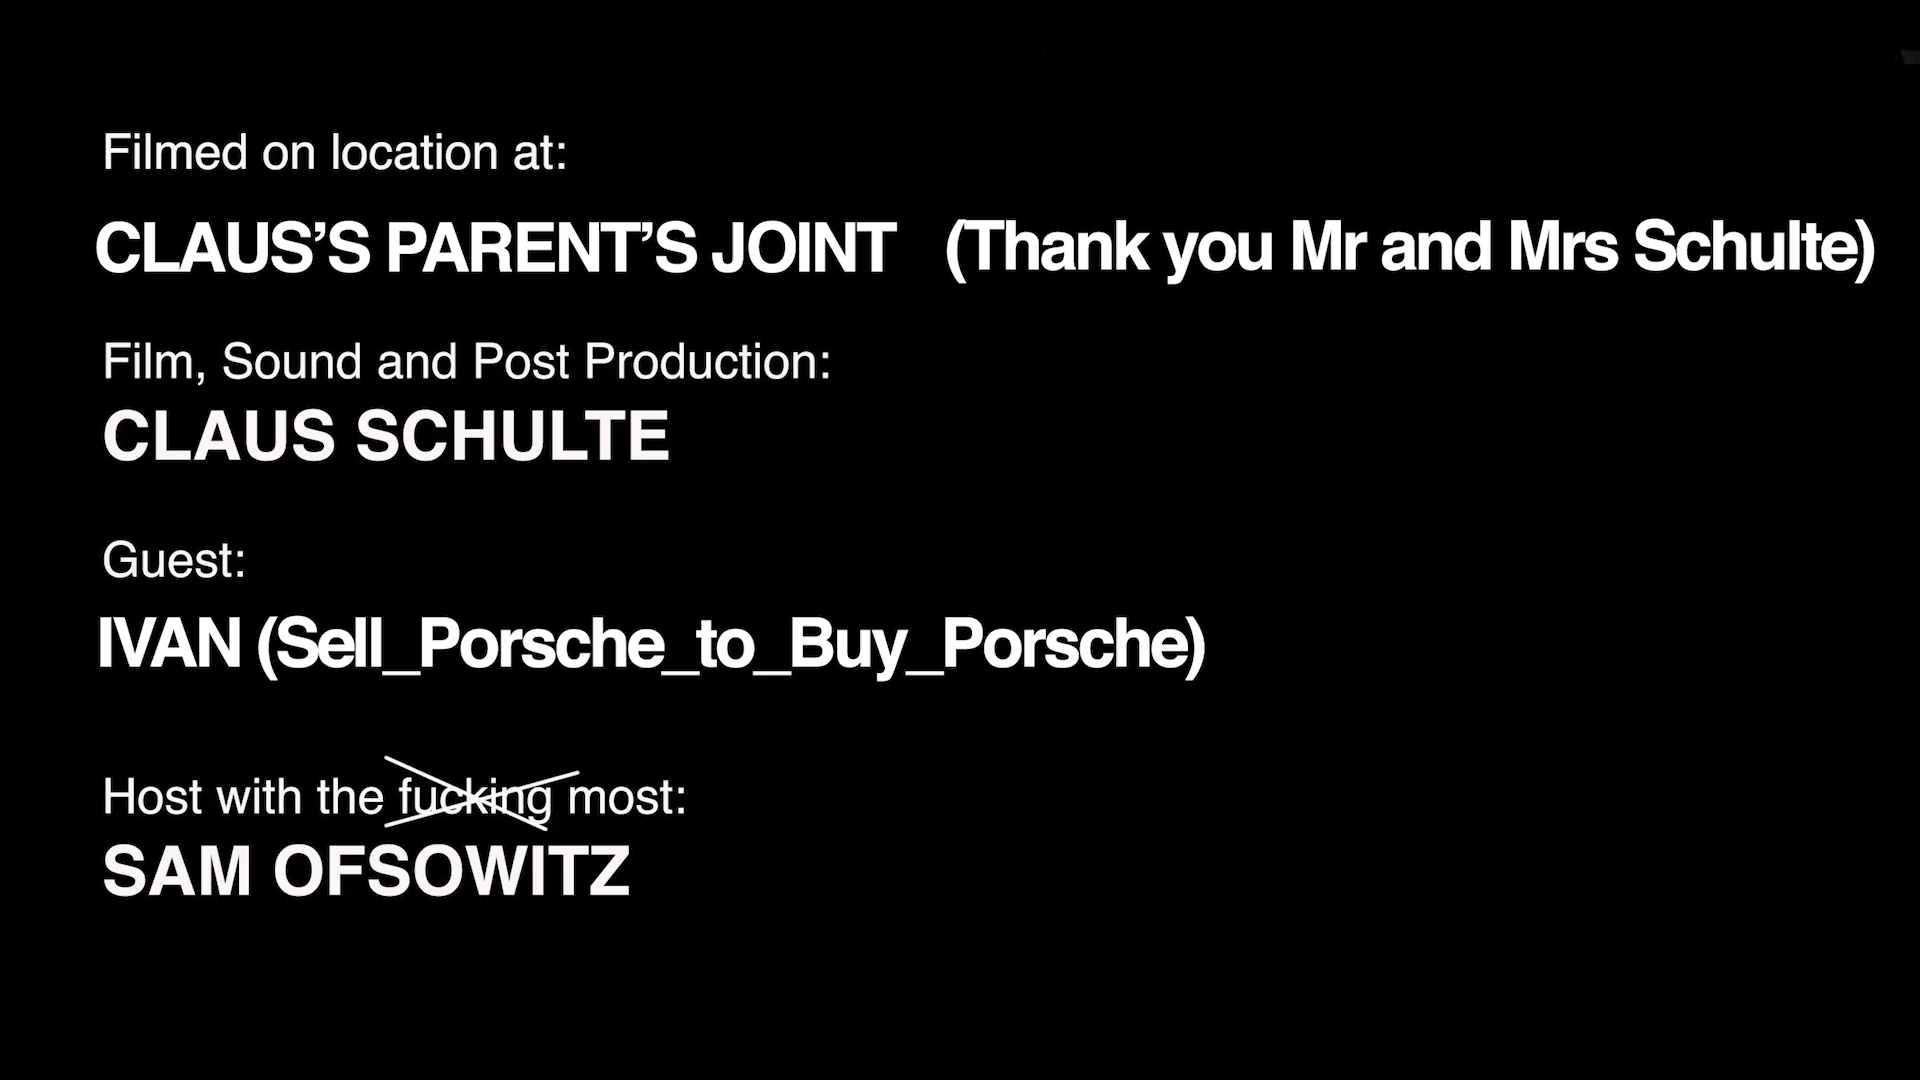 Filmed on location at:
CLAUS’S PARENT’S JOINT (Thank you Mr and Mrs Schulte)
Film, Sound and Post Production:
CLAUS SCHULTE
Guest:
IVAN (Sell_Porsche_to_Buy_Porsche)
Host with the fucking most:
SAM OFSOWITZ